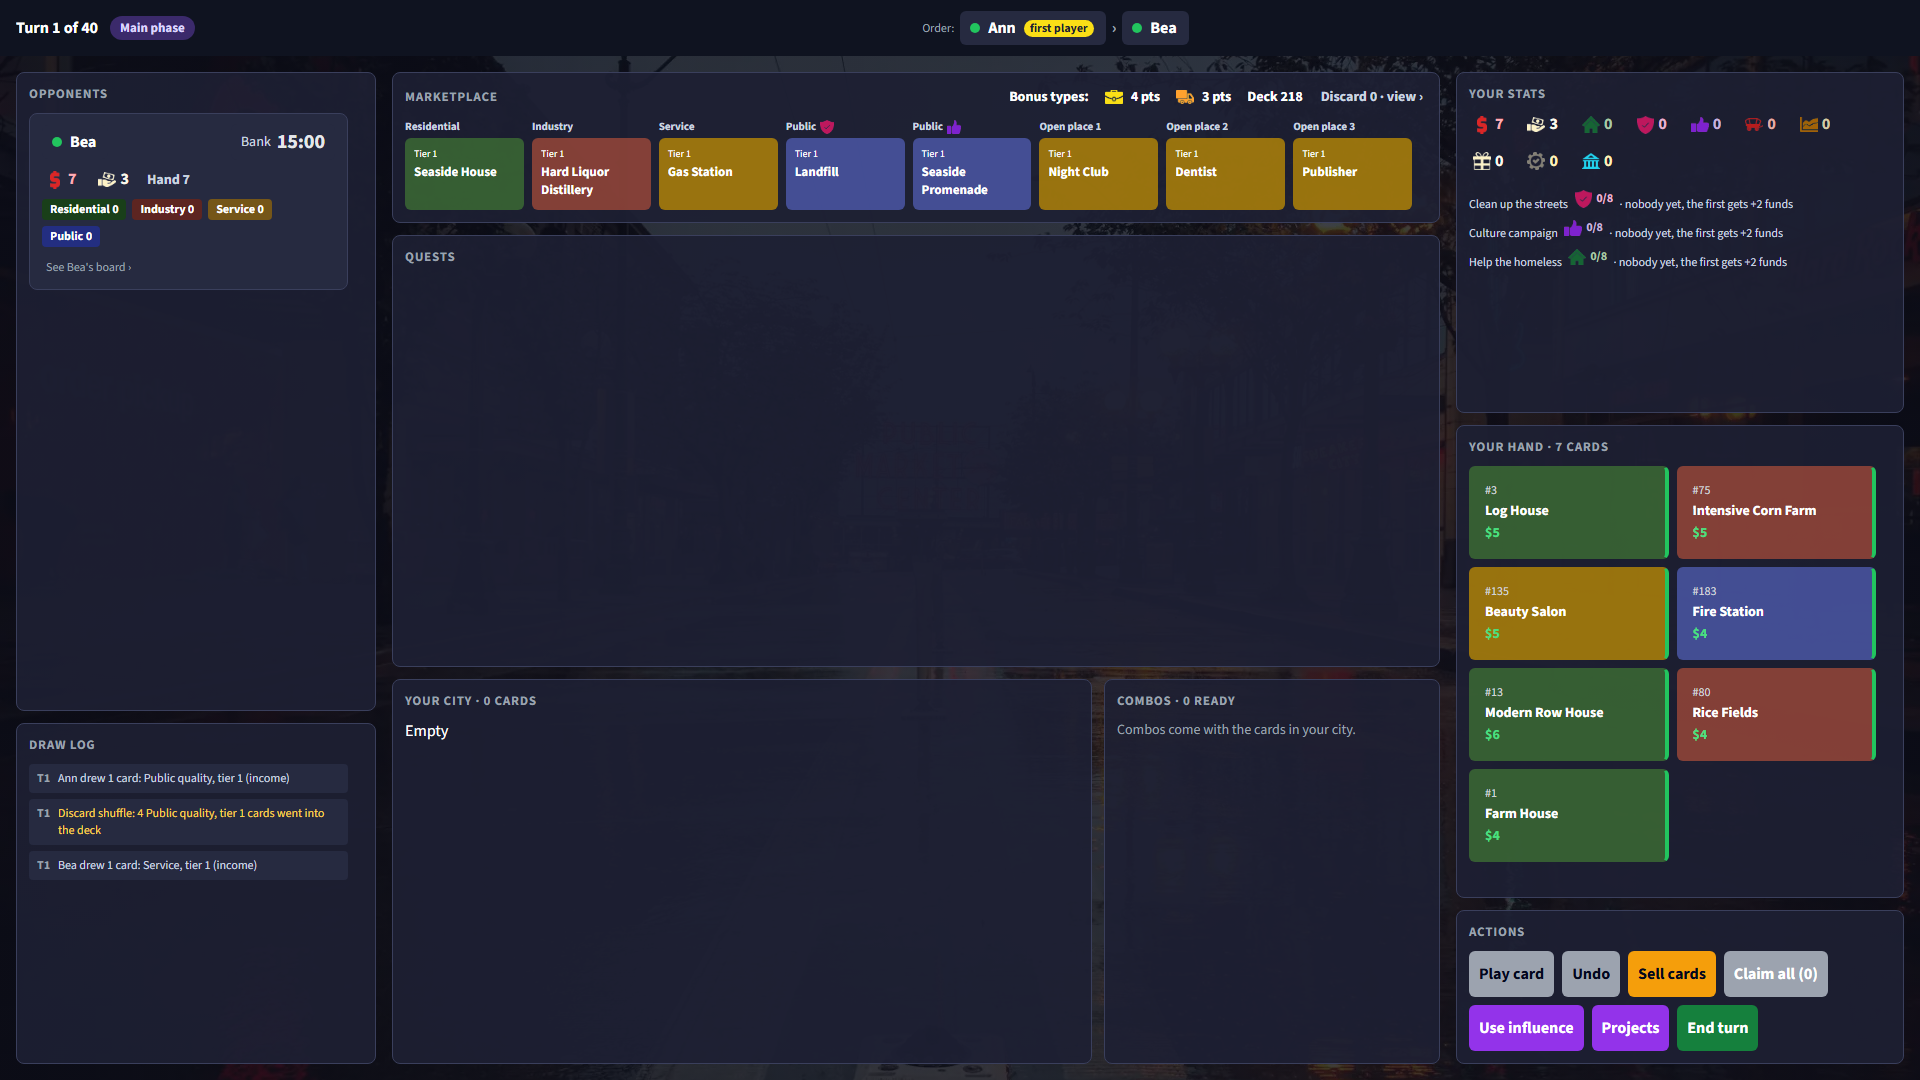 Turn 1 of 40
Main phase
Order:
Ann
first player
›
Bea
OPPONENTS
Bea
Bank 15:00
7
3
Hand 7
Residential 0
Industry 0
Service 0
Public 0
See Bea's board ›
DRAW LOG
T1 Ann drew 1 card: Public quality, tier 1 (income)
T1 Discard shuffle: 4 Public quality, tier 1 cards went into
the deck
T1 Bea drew 1 card: Service, tier 1 (income)
MARKETPLACE
Bonus types:
4 pts
3 pts
Deck 218
Discard 0 · view ›
Residential
Tier 1
Seaside House
Industry
Tier 1
Hard Liquor
Distillery
Service
Tier 1
Gas Station
Public
Tier 1
Landfill
Public
Tier 1
Seaside
Promenade
Open place 1
Tier 1
Night Club
Open place 2
Tier 1
Dentist
Open place 3
Tier 1
Publisher
QUESTS
YOUR CITY · 0 CARDS
Empty
COMBOS · 0 READY
Combos come with the cards in your city.
YOUR STATS
7
3
0
0
0
0
0
0
0
0
Clean up the streets 0/8 · nobody yet, the first gets +2 funds
Culture campaign 0/8 · nobody yet, the first gets +2 funds
Help the homeless 0/8 · nobody yet, the first gets +2 funds
YOUR HAND · 7 CARDS
#3
Log House
$5
#75
Intensive Corn Farm
$5
#135
Beauty Salon
$5
#183
Fire Station
$4
#13
Modern Row House
$6
#80
Rice Fields
$4
#1
Farm House
$4
ACTIONS
Play card
Undo
Sell cards
Claim all (0)
Use influence
Projects
End turn